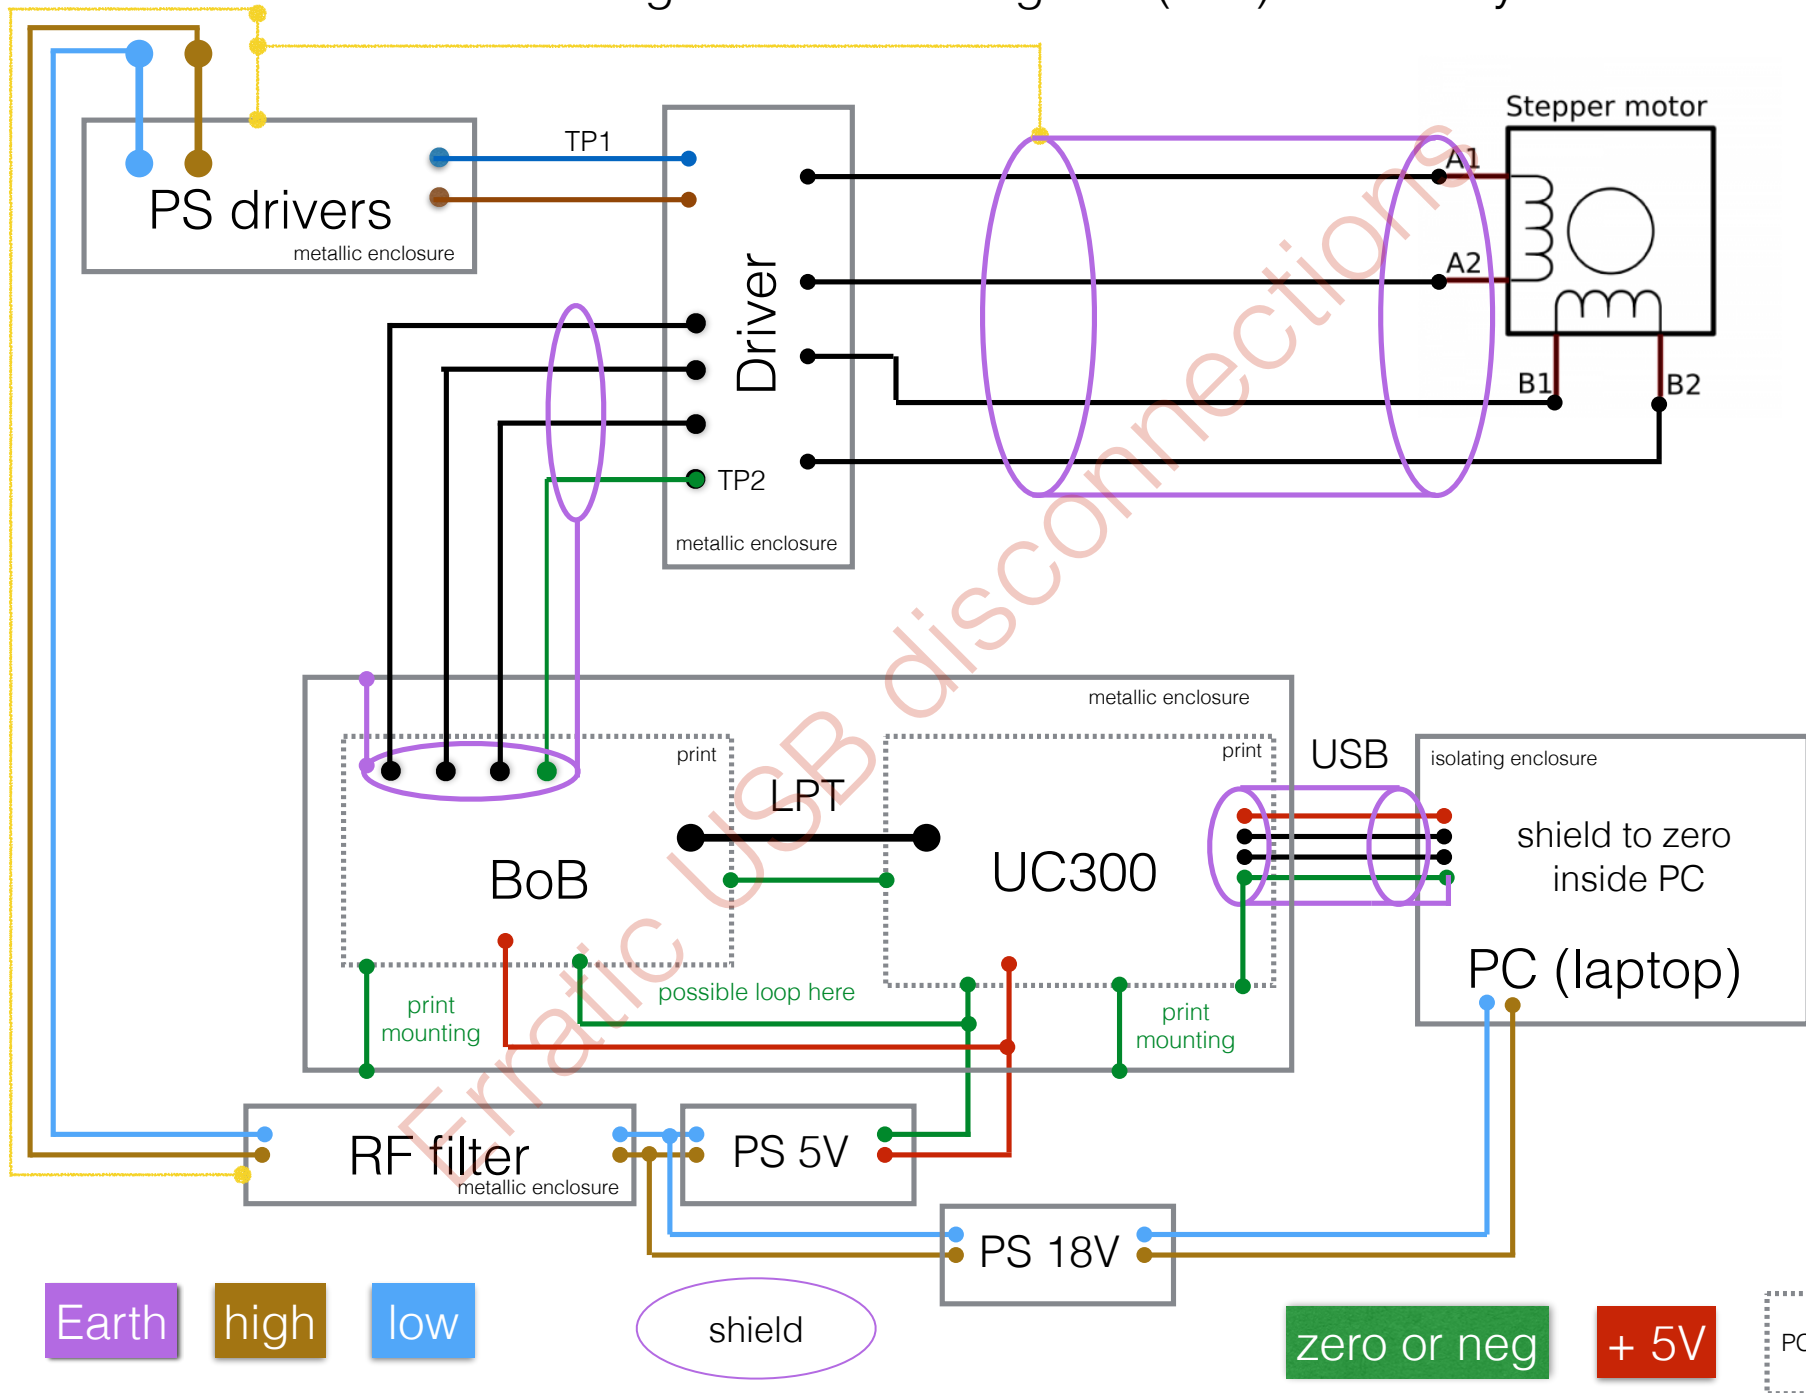 Stepper motor
TP1
A1
PS drivers
metallic enclosure
A2
Driver
B1
B2
TP2
metallic enclosure
Erratic USB disconnections
metallic enclosure
print
print
USB
isolating enclosure
LPT
shield to zero
inside PC
BoB
UC300
PC (laptop)
possible loop here
print
mounting
print
mounting
RF filter
metallic enclosure
PS 5V
PS 18V
Earth
high
low
shield
zero or neg
+ 5V